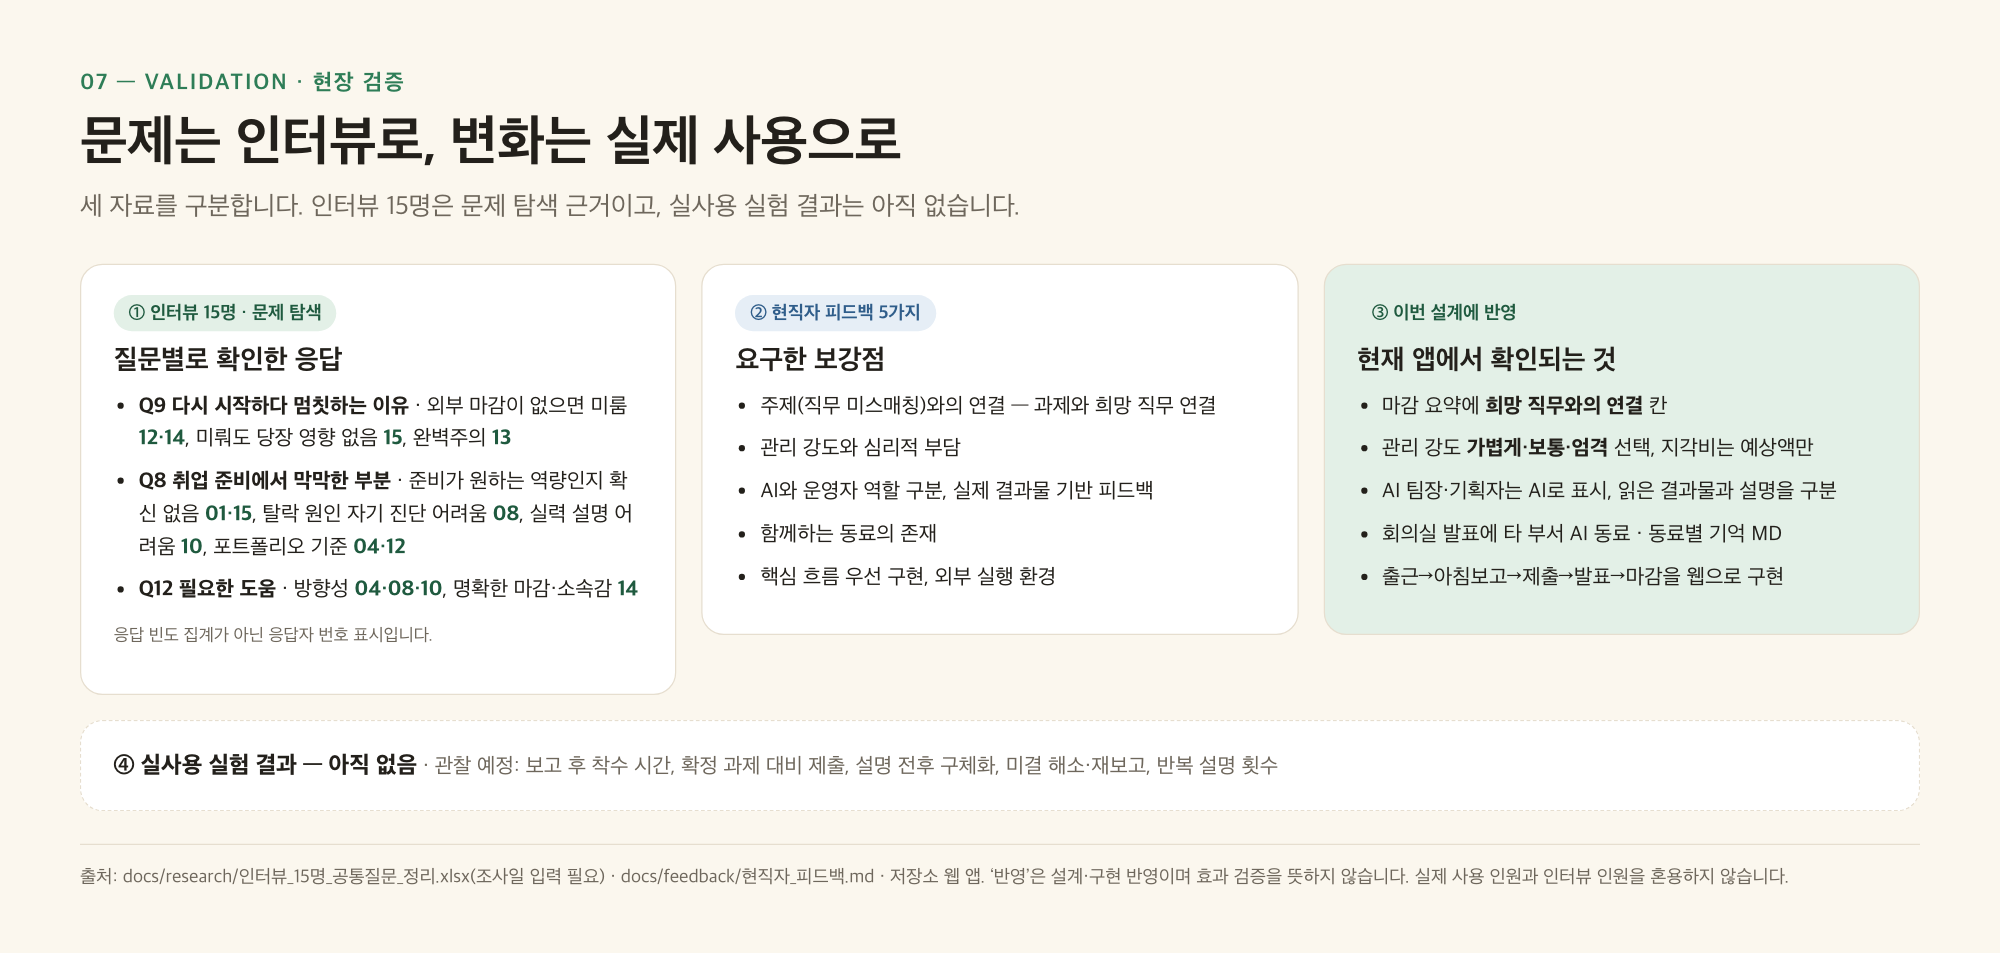 07 — VALIDATION · 현장 검증
문제는 인터뷰로, 변화는 실제 사용으로
세 자료를 구분합니다. 인터뷰 15명은 문제 탐색 근거이고, 실사용 실험 결과는 아직 없습니다.
① 인터뷰 15명 · 문제 탐색
질문별로 확인한 응답
• Q9 다시 시작하다 멈칫하는 이유 · 외부 마감이 없으면 미룸
12·14, 미뤄도 당장 영향 없음 15, 완벽주의 13
• Q8 취업 준비에서 막막한 부분 · 준비가 원하는 역량인지 확
신 없음 01·15, 탈락 원인 자기 진단 어려움 08, 실력 설명 어
려움 10, 포트폴리오 기준 04·12
• Q12 필요한 도움 · 방향성 04·08·10, 명확한 마감·소속감 14
응답 빈도 집계가 아닌 응답자 번호 표시입니다.
② 현직자 피드백 5가지
요구한 보강점
• 주제(직무 미스매칭)와의 연결 — 과제와 희망 직무 연결
• 관리 강도와 심리적 부담
• AI와 운영자 역할 구분, 실제 결과물 기반 피드백
• 함께하는 동료의 존재
• 핵심 흐름 우선 구현, 외부 실행 환경
③ 이번 설계에 반영
현재 앱에서 확인되는 것
• 마감 요약에 희망 직무와의 연결 칸
• 관리 강도 가볍게·보통·엄격 선택, 지각비는 예상액만
• AI 팀장·기획자는 AI로 표시, 읽은 결과물과 설명을 구분
• 회의실 발표에 타 부서 AI 동료 · 동료별 기억 MD
• 출근→아침보고→제출→발표→마감을 웹으로 구현
④ 실사용 실험 결과 — 아직 없음 · 관찰 예정: 보고 후 착수 시간, 확정 과제 대비 제출, 설명 전후 구체화, 미결 해소·재보고, 반복 설명 횟수
출처: docs/research/인터뷰_15명_공통질문_정리.xlsx(조사일 입력 필요) · docs/feedback/현직자_피드백.md · 저장소 웹 앱. ‘반영’은 설계·구현 반영이며 효과 검증을 뜻하지 않습니다. 실제 사용 인원과 인터뷰 인원을 혼용하지 않습니다.